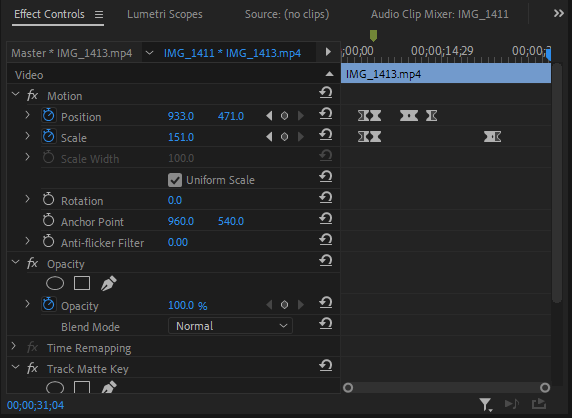 Effect Controls Lumetri Scopes Source: (no clips) Audio Clip Mixer: IMG_1411
Master * IMG_1413.mp4 IMG_1411 * IMG_1413.mp4 ;00;00 00;00;14;29 00;00;
Video IMG_1413.mp4
fx Motion
Position 933.0 471.0
Scale 151.0
Scale Width 100.0
Uniform Scale
Rotation 0.0
Anchor Point 960.0 540.0
Anti-flicker Filter 0.00
fx Opacity
Opacity 100.0 %
Blend Mode Normal
fx Time Remapping
fx Track Matte Key
00;00;31;04